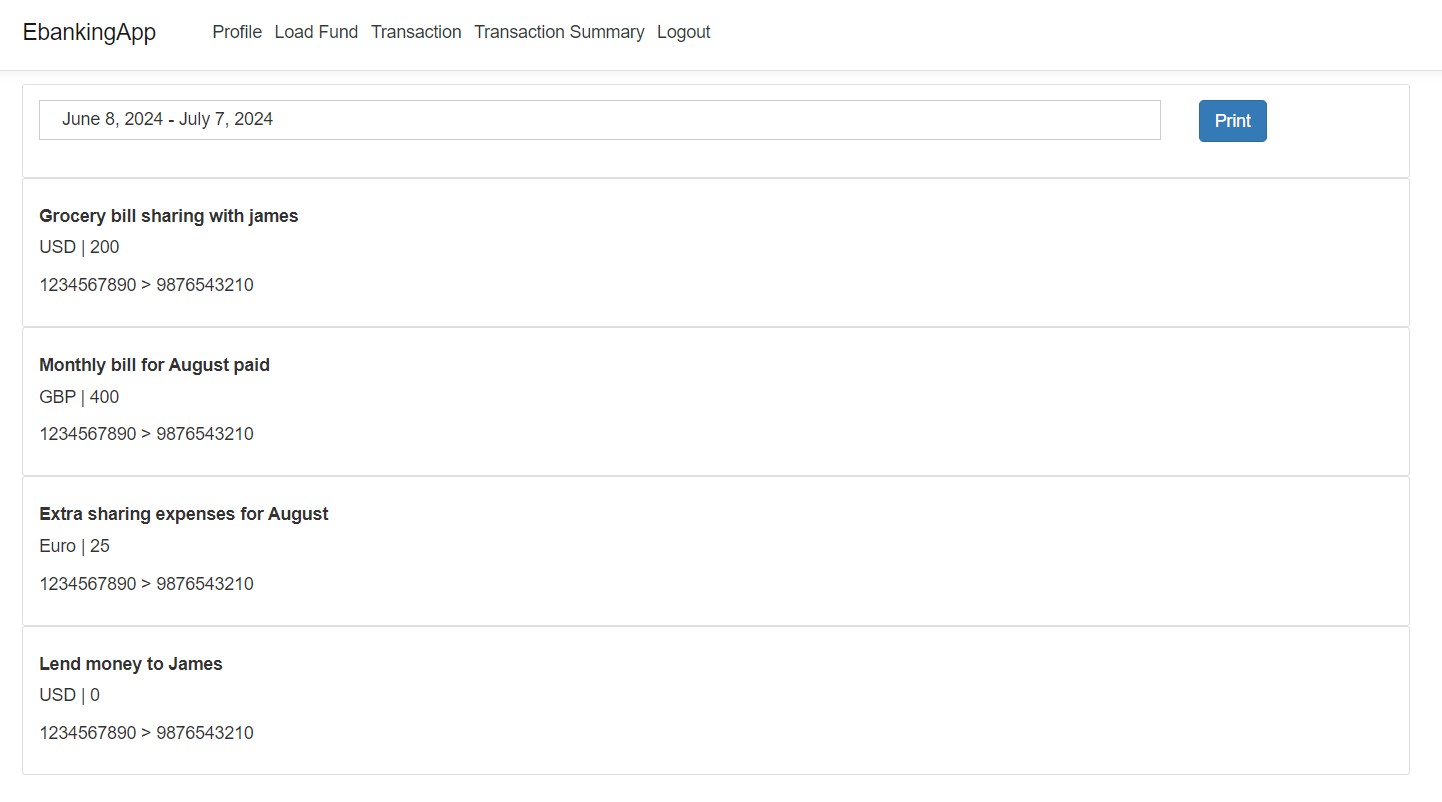 EbankingApp Profile Load Fund Transaction Transaction Summary Logout
June 8, 2024 - July 7, 2024 Print
Grocery bill sharing with james
USD | 200
1234567890 > 9876543210
Monthly bill for August paid
GBP | 400
1234567890 > 9876543210
Extra sharing expenses for August
Euro | 25
1234567890 > 9876543210
Lend money to James
USD | 0
1234567890 > 9876543210